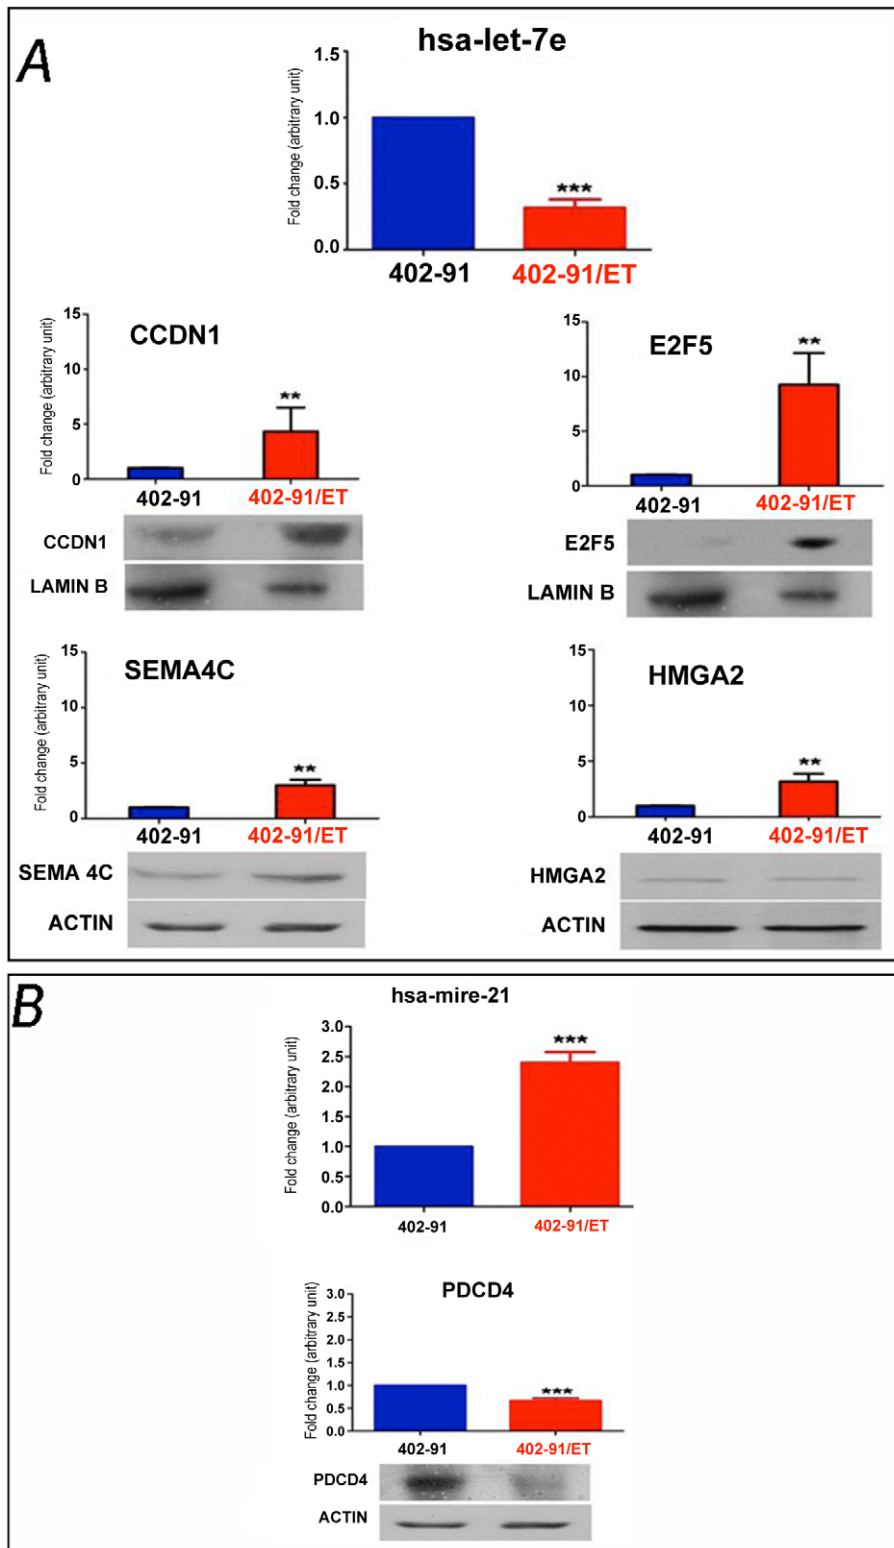 A
hsa-let-7e
Fold change (arbitrary unit)
1.5
1.0
0.5
0.0
***
402-91
402-91/ET
CCDN1
Fold change (arbitrary unit)
15
10
5
0
**
402-91
402-91/ET
CCDN1
LAMIN B
E2F5
15
10
5
0
**
402-91
402-91/ET
E2F5
LAMIN B
SEMA4C
Fold change (arbitrary unit)
15
10
5
0
**
402-91
402-91/ET
SEMA 4C
ACTIN
HMGA2
15
10
5
0
**
402-91
402-91/ET
HMGA2
ACTIN
B
hsa-mire-21
Fold change (arbitrary unit)
3.0
2.5
2.0
1.5
1.0
0.5
0.0
***
402-91
402-91/ET
PDCD4
Fold change (arbitrary unit)
3.0
2.5
2.0
1.5
1.0
0.5
0.0
***
402-91
402-91/ET
PDCD4
ACTIN